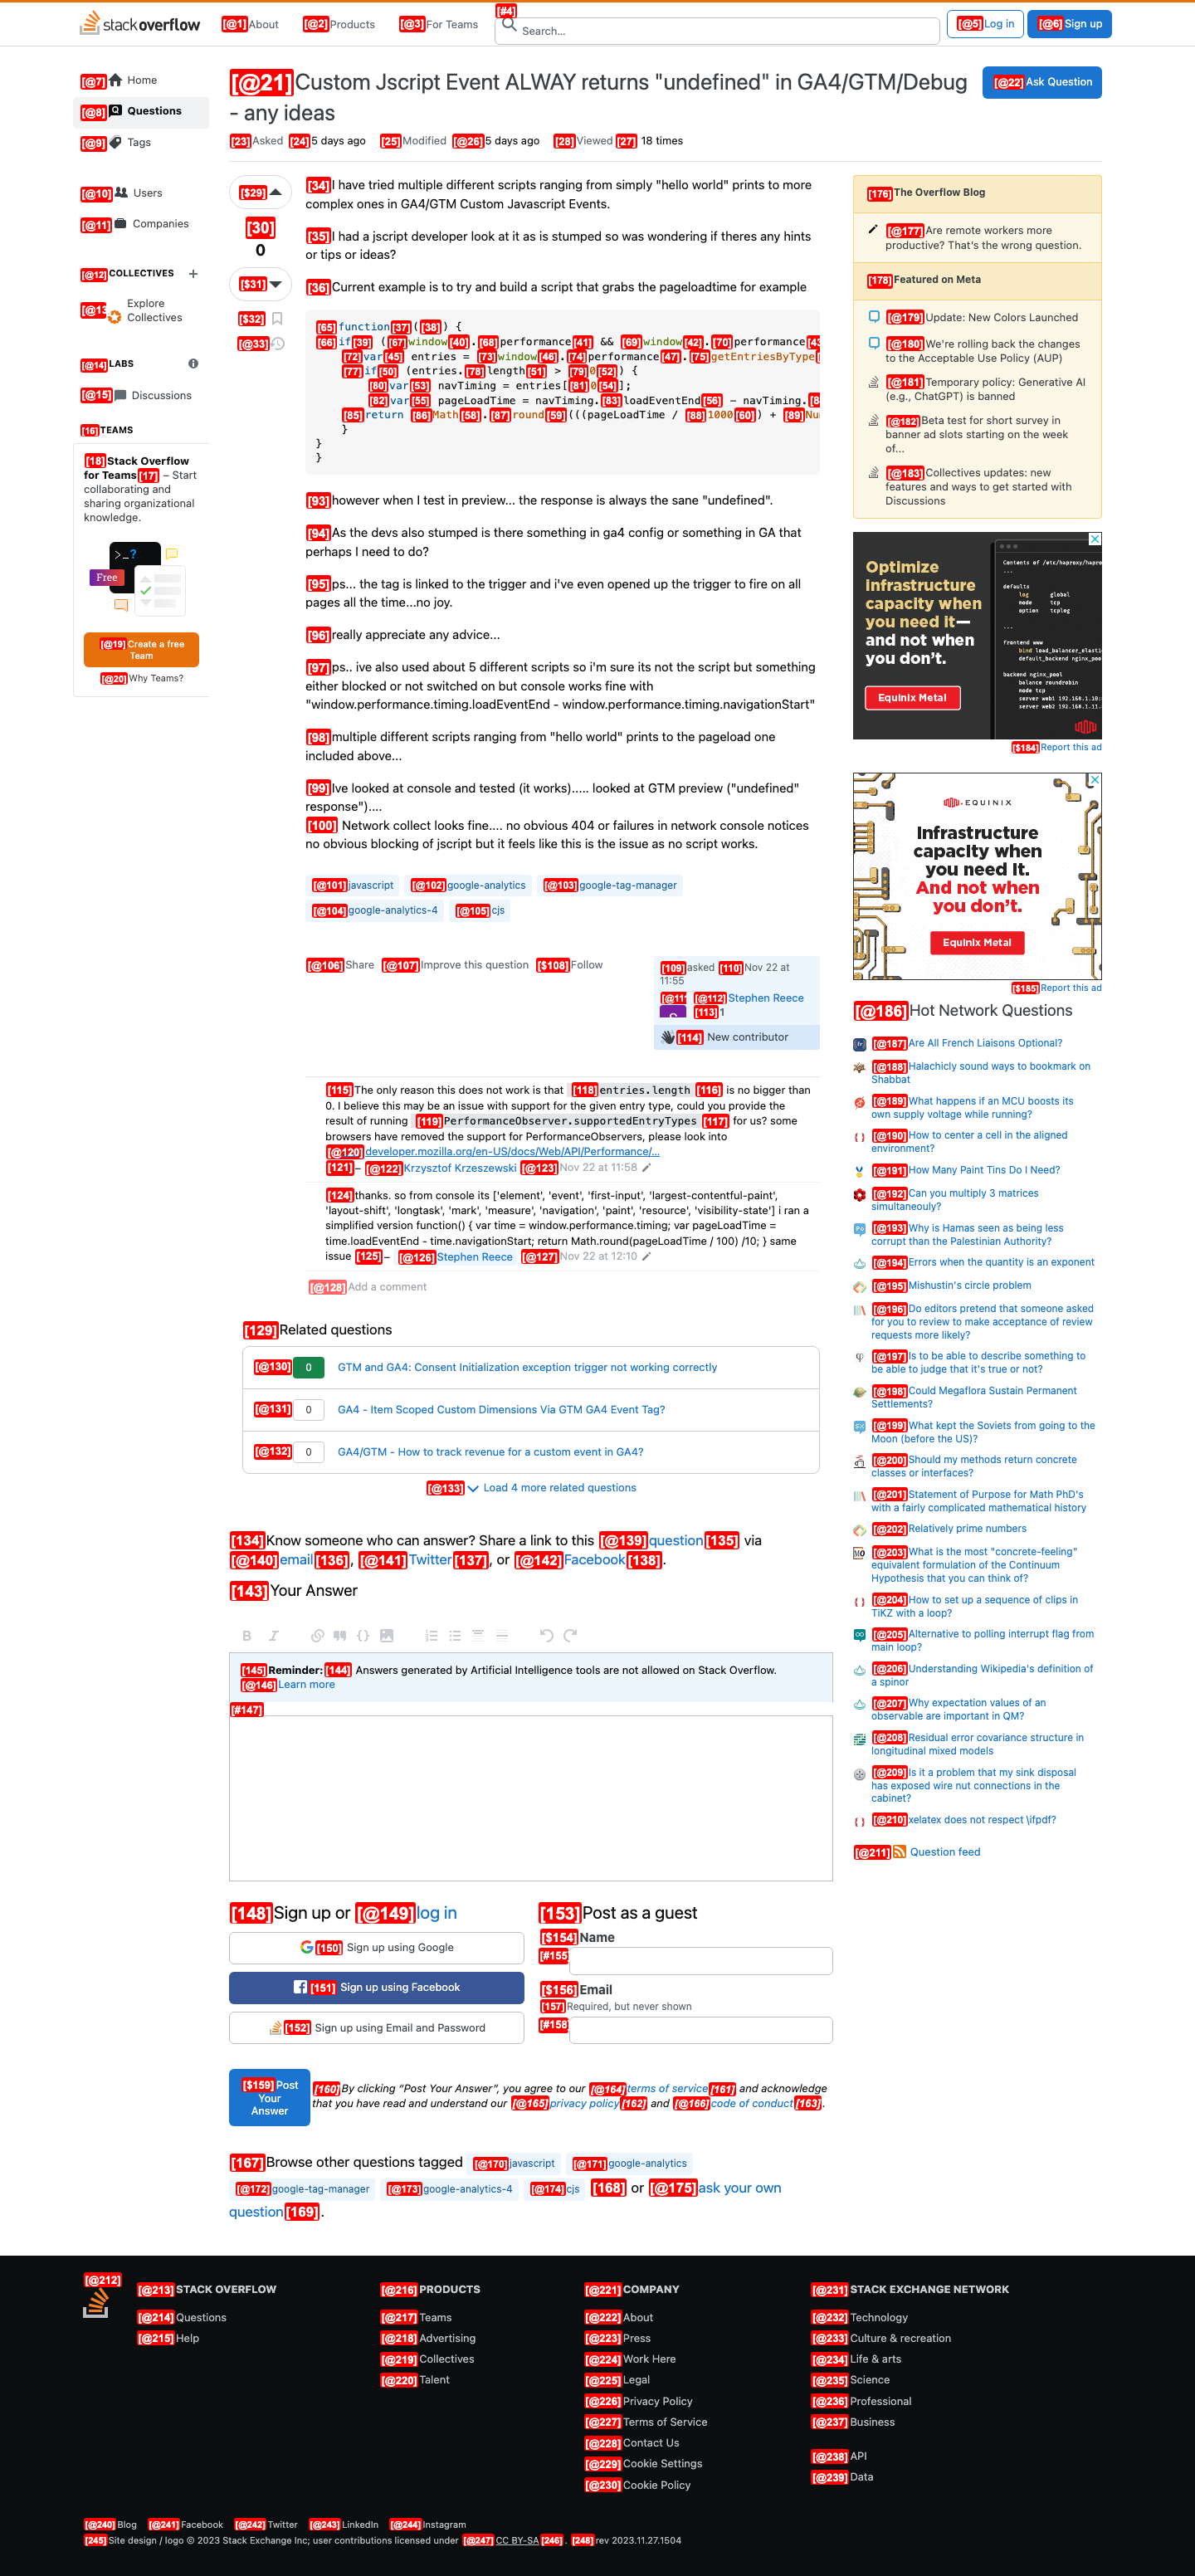 stack overflow
[@1]About [@2]Products [@3]For Teams [#4] Search... [@5]Log in [@6]Sign up
[@7] Home
[@8] Questions
[@9] Tags
[@10] Users
[@11] Companies
[@12]COLLECTIVES
[@13 Explore
Collectives
[@14]LABS
[@15] Discussions
[16]TEAMS
[18]Stack Overflow
for Teams[17] – Start
collaborating and
sharing organizational
knowledge.
>_? Free
[@19]Create a free
Team
[@20]Why Teams?
[@21]Custom Jscript Event ALWAY returns "undefined" in GA4/GTM/Debug
- any ideas
[@22]Ask Question
[23]Asked [24]5 days ago [25]Modified [@26]5 days ago [28]Viewed [27] 18 times
[$29]
[30]
0
[$31]
[$32]
[@33]
[34]I have tried multiple different scripts ranging from simply "hello world" prints to more
complex ones in GA4/GTM Custom Javascript Events.
[35]I had a jscript developer look at it as is stumped so was wondering if theres any hints
or tips or ideas?
[36]Current example is to try and build a script that grabs the pageloadtime for example
[65]function[37]([38]) {
[66]if[39] ([67]window[40].[68]performance[41] && [69]window[42].[70]performance[43
[72]var[45] entries = [73]window[46].[74]performance[47].[75]getEntriesByType[
[77]if[50] (entries.[78]length[51] > [79]0[52]) {
[80]var[53] navTiming = entries[[81]0[54]];
[82]var[55] pageLoadTime = navTiming.[83]loadEventEnd[56] - navTiming.[8
[85]return [86]Math[58].[87]round[59](((pageLoadTime / [88]1000[60]) + [89]Nu
}
}
}
[93]however when I test in preview... the response is always the sane "undefined".
[94]As the devs also stumped is there something in ga4 config or something in GA that
perhaps I need to do?
[95]ps... the tag is linked to the trigger and i've even opened up the trigger to fire on all
pages all the time...no joy.
[96]really appreciate any advice...
[97]ps.. ive also used about 5 different scripts so i'm sure its not the script but something
either blocked or not switched on but console works fine with
"window.performance.timing.loadEventEnd - window.performance.timing.navigationStart"
[98]multiple different scripts ranging from "hello world" prints to the pageload one
included above...
[99]Ive looked at console and tested (it works)..... looked at GTM preview ("undefined"
response")....
[100] Network collect looks fine.... no obvious 404 or failures in network console notices
no obvious blocking of jscript but it feels like this is the issue as no script works.
[@101]javascript [@102]google-analytics [@103]google-tag-manager
[@104]google-analytics-4 [@105]cjs
[@106]Share [@107]Improve this question [$108]Follow
[109]asked [110]Nov 22 at
11:55
[@11 [@112]Stephen Reece
[113]1
[114] New contributor
[115]The only reason this does not work is that [118]entries.length[116] is no bigger than
0. I believe this may be an issue with support for the given entry type, could you provide the
result of running [119]PerformanceObserver.supportedEntryTypes[117] for us? some
browsers have removed the support for PerformanceObservers, please look into
[@120]developer.mozilla.org/en-US/docs/Web/API/Performance/...
[121]– [@122]Krzysztof Krzeszewski [@123]Nov 22 at 11:58
[124]thanks. so from console its ['element', 'event', 'first-input', 'largest-contentful-paint',
'layout-shift', 'longtask', 'mark', 'measure', 'navigation', 'paint', 'resource', 'visibility-state'] i ran a
simplified version function() { var time = window.performance.timing; var pageLoadTime =
time.loadEventEnd - time.navigationStart; return Math.round(pageLoadTime / 100) /10; } same
issue [125]– [@126]Stephen Reece [@127]Nov 22 at 12:10
[@128]Add a comment
[129]Related questions
[@130] 0 GTM and GA4: Consent Initialization exception trigger not working correctly
[@131] 0 GA4 - Item Scoped Custom Dimensions Via GTM GA4 Event Tag?
[@132] 0 GA4/GTM - How to track revenue for a custom event in GA4?
[@133] Load 4 more related questions
[134]Know someone who can answer? Share a link to this [@139]question[135] via
[@140]email[136], [@141]Twitter[137], or [@142]Facebook[138].
[143]Your Answer
[145]Reminder:[144] Answers generated by Artificial Intelligence tools are not allowed on Stack Overflow.
[@146]Learn more
[#147]
[148]Sign up or [@149]log in
[150] Sign up using Google
[151] Sign up using Facebook
[152] Sign up using Email and Password
[153]Post as a guest
[$154]Name
[#155
[$156]Email
[157]Required, but never shown
[#158
[$159]Post
Your
Answer
[160]By clicking “Post Your Answer”, you agree to our [@164]terms of service[161] and acknowledge
that you have read and understand our [@165]privacy policy[162] and [@166]code of conduct[163].
[167]Browse other questions tagged [@170]javascript [@171]google-analytics
[@172]google-tag-manager [@173]google-analytics-4 [@174]cjs [168] or [@175]ask your own
question[169].
[176]The Overflow Blog
[@177]Are remote workers more
productive? That’s the wrong question.
[178]Featured on Meta
[@179]Update: New Colors Launched
[@180]We're rolling back the changes
to the Acceptable Use Policy (AUP)
[@181]Temporary policy: Generative AI
(e.g., ChatGPT) is banned
[@182]Beta test for short survey in
banner ad slots starting on the week
of...
[@183]Collectives updates: new
features and ways to get started with
Discussions
Optimize
infrastructure
capacity when
you need it—
and not when
you don't.
Equinix Metal
[$184]Report this ad
EQUINIX
Infrastructure
capacity when
you need it.
And not when
you don't.
Equinix Metal
[$185]Report this ad
[@186]Hot Network Questions
[@187]Are All French Liaisons Optional?
[@188]Halachicly sound ways to bookmark on
Shabbat
[@189]What happens if an MCU boosts its
own supply voltage while running?
[@190]How to center a cell in the aligned
environment?
[@191]How Many Paint Tins Do I Need?
[@192]Can you multiply 3 matrices
simultaneouly?
[@193]Why is Hamas seen as being less
corrupt than the Palestinian Authority?
[@194]Errors when the quantity is an exponent
[@195]Mishustin's circle problem
[@196]Do editors pretend that someone asked
for you to review to make acceptance of review
requests more likely?
[@197]Is to be able to describe something to
be able to judge that it's true or not?
[@198]Could Megaflora Sustain Permanent
Settlements?
[@199]What kept the Soviets from going to the
Moon (before the US)?
[@200]Should my methods return concrete
classes or interfaces?
[@201]Statement of Purpose for Math PhD's
with a fairly complicated mathematical history
[@202]Relatively prime numbers
[@203]What is the most "concrete-feeling"
equivalent formulation of the Continuum
Hypothesis that you can think of?
[@204]How to set up a sequence of clips in
TiKZ with a loop?
[@205]Alternative to polling interrupt flag from
main loop?
[@206]Understanding Wikipedia's definition of
a spinor
[@207]Why expectation values of an
observable are important in QM?
[@208]Residual error covariance structure in
longitudinal mixed models
[@209]Is it a problem that my sink disposal
has exposed wire nut connections in the
cabinet?
[@210]xelatex does not respect \ifpdf?
[@211] Question feed
[@212]
[@213]STACK OVERFLOW
[@214]Questions
[@215]Help
[@216]PRODUCTS
[@217]Teams
[@218]Advertising
[@219]Collectives
[@220]Talent
[@221]COMPANY
[@222]About
[@223]Press
[@224]Work Here
[@225]Legal
[@226]Privacy Policy
[@227]Terms of Service
[@228]Contact Us
[@229]Cookie Settings
[@230]Cookie Policy
[@231]STACK EXCHANGE NETWORK
[@232]Technology
[@233]Culture & recreation
[@234]Life & arts
[@235]Science
[@236]Professional
[@237]Business
[@238]API
[@239]Data
[@240]Blog [@241]Facebook [@242]Twitter [@243]LinkedIn [@244]Instagram
[245]Site design / logo © 2023 Stack Exchange Inc; user contributions licensed under [@247]CC BY-SA[246]. [248]rev 2023.11.27.1504